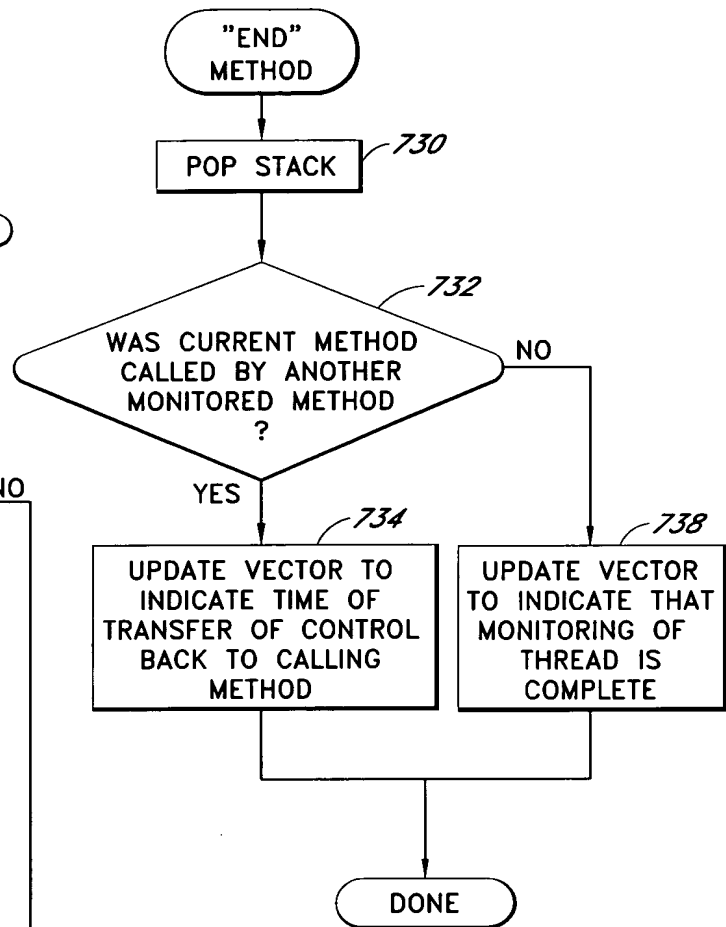 "END"
METHOD
POP STACK
730
732
WAS CURRENT METHOD
CALLED BY ANOTHER
MONITORED METHOD
?
NO
YES
NO
734
UPDATE VECTOR TO
INDICATE TIME OF
TRANSFER OF CONTROL
BACK TO CALLING
METHOD
738
UPDATE VECTOR
TO INDICATE THAT
MONITORING OF
THREAD IS
COMPLETE
DONE